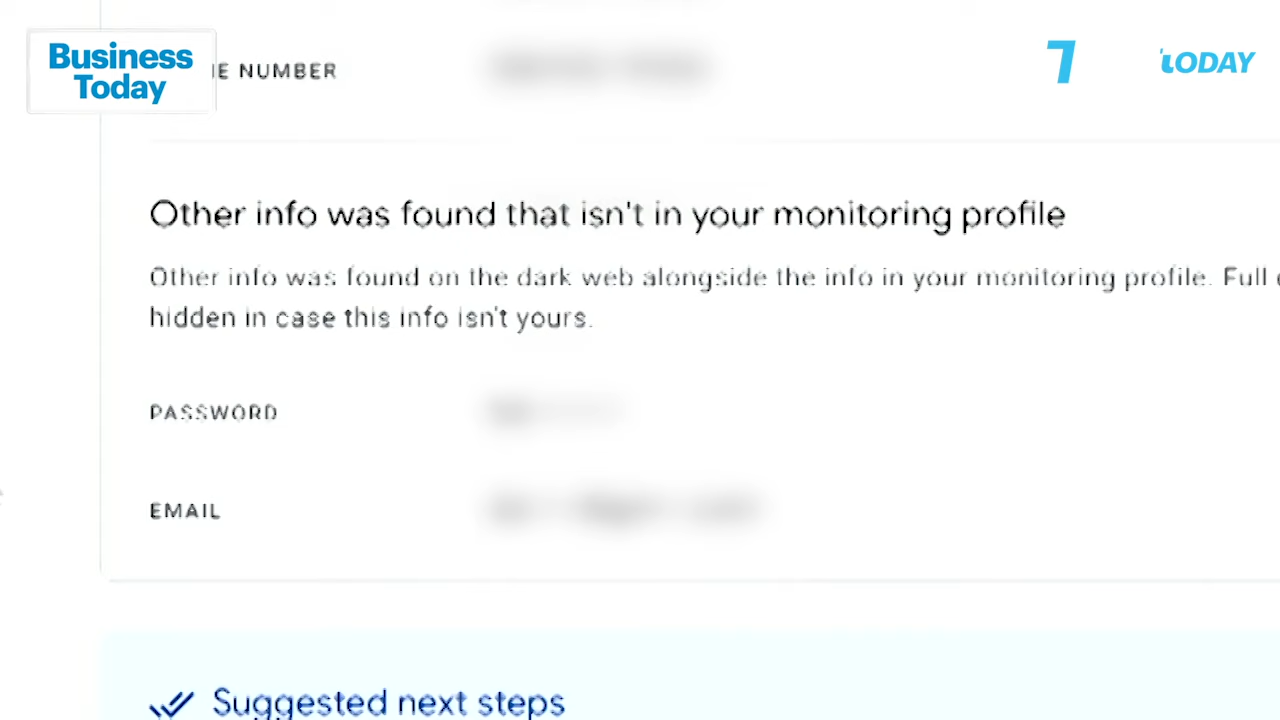 Business
Today
NE NUMBER
7
TODAY
Other info was found that isn't in your monitoring profile
Other info was found on the dark web alongside the info in your monitoring profile. Full
hidden in case this info isn't yours.
PASSWORD
EMAIL
Suggested next steps